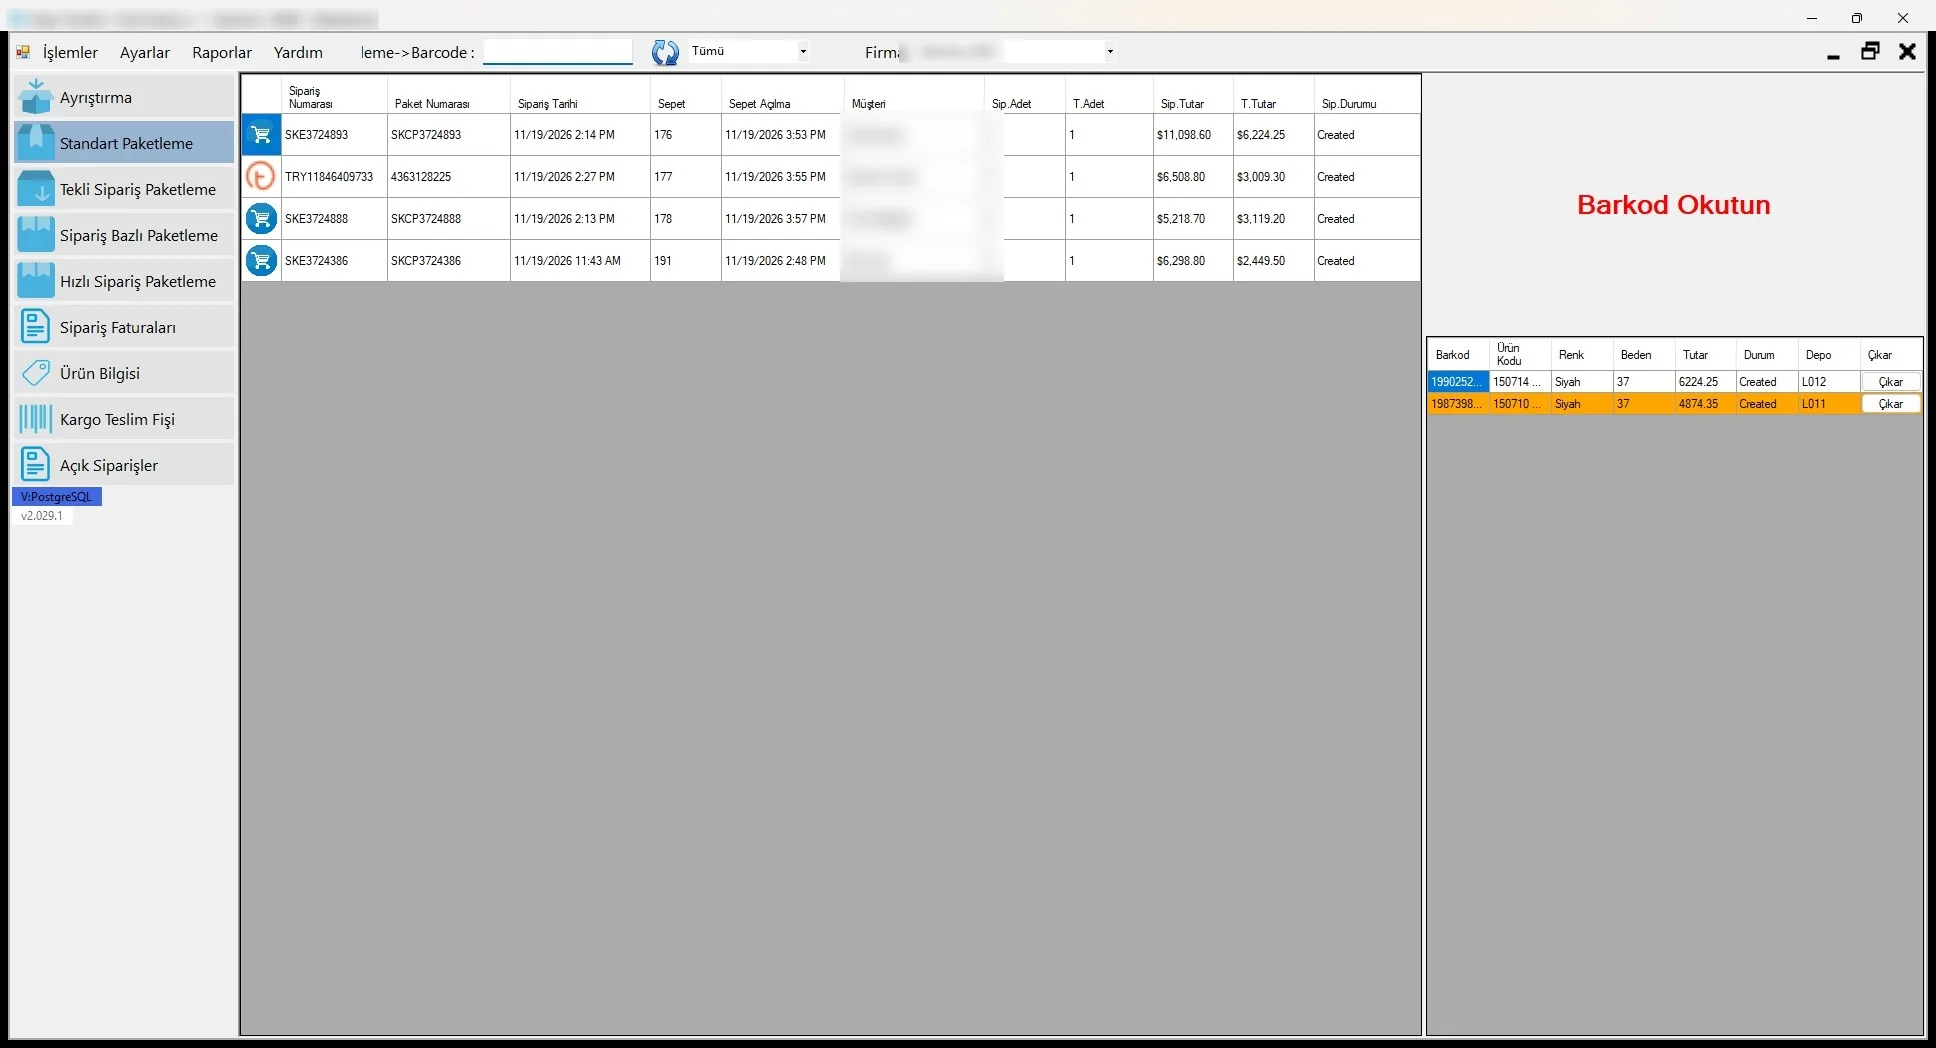 İşlemler Ayarlar Raporlar Yardım leme->Barcode : Tümü Firma
Ayrıştırma
Standart Paketleme
Tekli Sipariş Paketleme
Sipariş Bazlı Paketleme
Hızlı Sipariş Paketleme
Sipariş Faturaları
Ürün Bilgisi
Kargo Teslim Fişi
Açık Siparişler
V:PostgreSQL
v2.029.1
Sipariş Numarası Paket Numarası Sipariş Tarihi Sepet Sepet Açılma Müşteri Sip.Adet T.Adet Sip.Tutar T.Tutar Sip.Durumu
SKE3724893 SKCP3724893 11/19/2026 2:14 PM 176 11/19/2026 3:53 PM 1 $11,098.60 $6,224.25 Created
TRY11846409733 4363128225 11/19/2026 2:27 PM 177 11/19/2026 3:55 PM 1 $6,508.80 $3,009.30 Created
SKE3724888 SKCP3724888 11/19/2026 2:13 PM 178 11/19/2026 3:57 PM 1 $5,218.70 $3,119.20 Created
SKE3724386 SKCP3724386 11/19/2026 11:43 AM 191 11/19/2026 2:48 PM 1 $6,298.80 $2,449.50 Created
Barkod Okutun
Barkod Ürün Kodu Renk Beden Tutar Durum Depo Çıkar
1990252... 150714 ... Siyah 37 6224.25 Created L012 Çıkar
1987398... 150710 ... Siyah 37 4874.35 Created L011 Çıkar